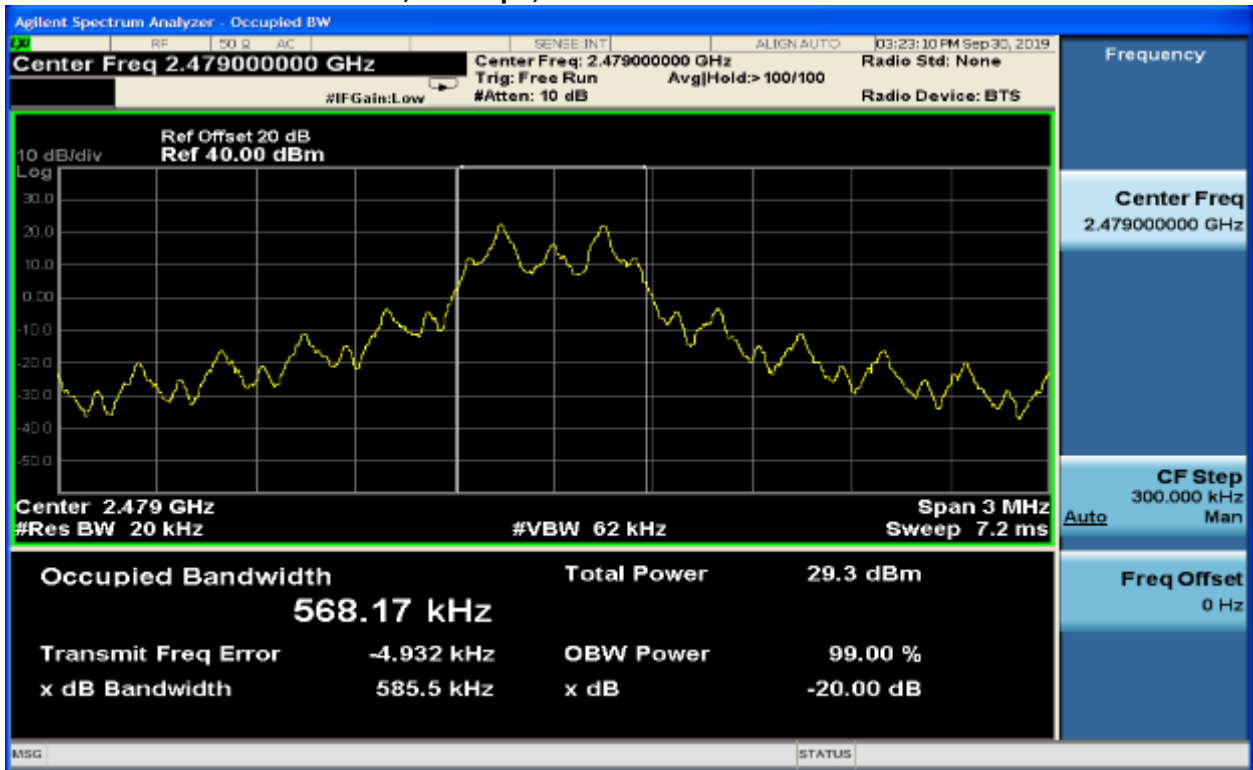 Agilent Spectrum Analyzer - Occupied BW
RF 50 Ω AC SENSE:INT ALIGN AUTO 03:23:10 PM Sep 30, 2019
Center Freq 2.479000000 GHz
Center Freq: 2.479000000 GHz
Radio Std: None
Trig: Free Run Avg|Hold:> 100/100
#IFGain:Low
#Atten: 10 dB
Radio Device: BTS
Frequency
Ref Offset 20 dB
10 dB/div Ref 40.00 dBm
Log
30.0
20.0
10.0
0.00
-10.0
-20.0
-30.0
-40.0
-50.0
Center 2.479 GHz
Span 3 MHz
#Res BW 20 kHz
#VBW 62 kHz
Sweep 7.2 ms
Center Freq
2.479000000 GHz
CF Step
300.000 kHz
Auto Man
Freq Offset
0 Hz
Occupied Bandwidth
568.17 kHz
Total Power 29.3 dBm
Transmit Freq Error -4.932 kHz
OBW Power 99.00 %
x dB Bandwidth 585.5 kHz
x dB -20.00 dB
MSG
STATUS